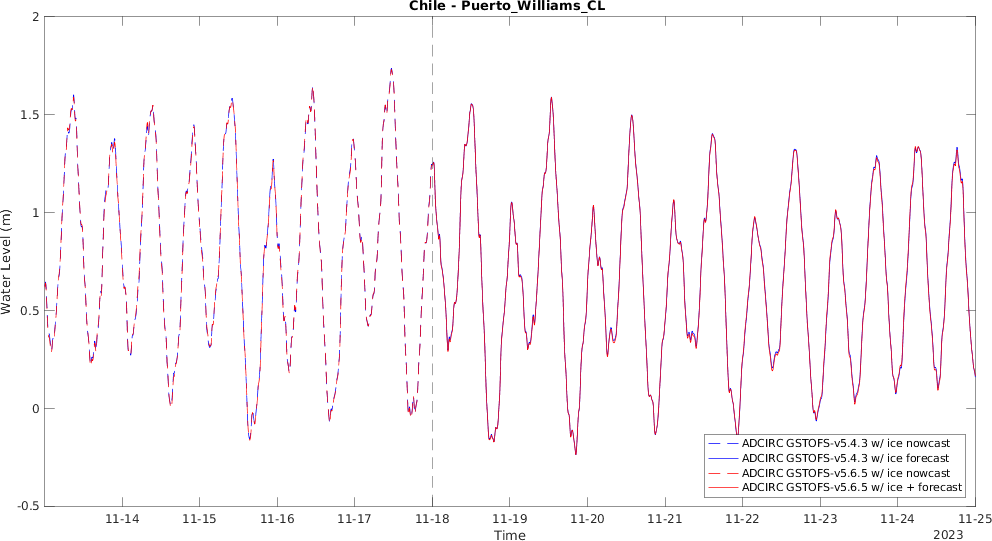 Chile - Puerto_Williams_CL
2
1.5
1
0.5
0
-0.5
Water Level (m)
ADCIRC GSTOFS-v5.4.3 w/ ice nowcast
ADCIRC GSTOFS-v5.4.3 w/ ice forecast
ADCIRC GSTOFS-v5.6.5 w/ ice nowcast
ADCIRC GSTOFS-v5.6.5 w/ ice + forecast
11-14 11-15 11-16 11-17 11-18 11-19 11-20 11-21 11-22 11-23 11-24 11-25
Time
2023